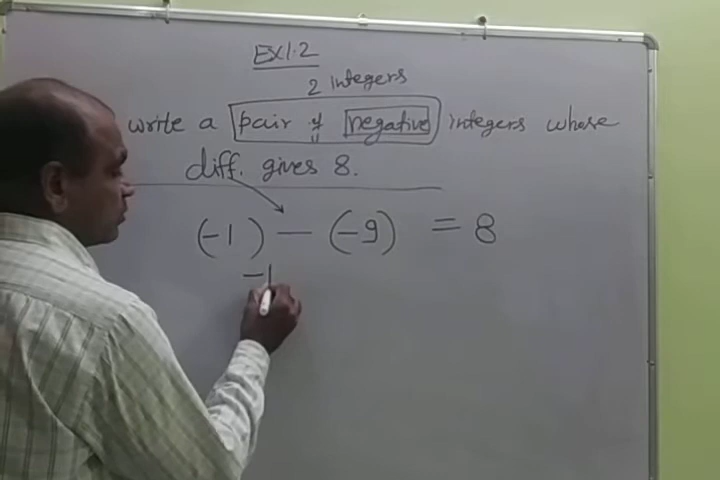 EX1.2
2 integers
write a pair of negative integers whose
diff. gives 8.
(-1) - (-9) = 8
-1